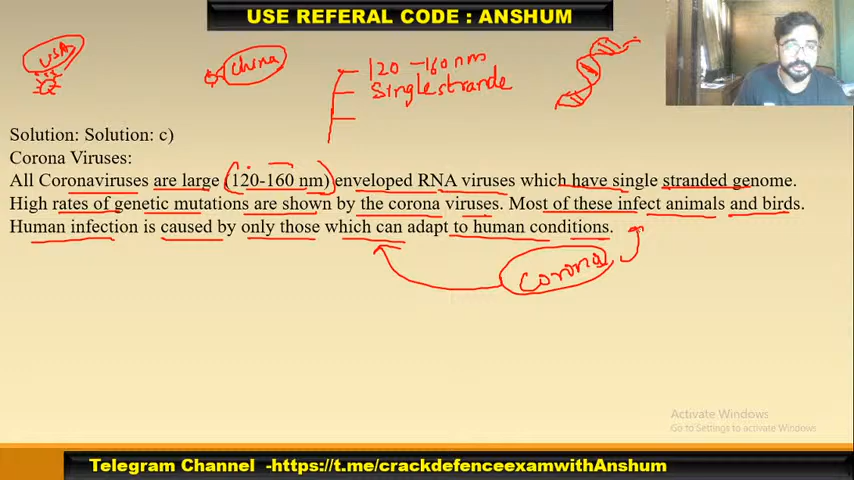 USE REFERAL CODE : ANSHUM
USA
China
120 -160 nm
Singlestrande
Solution: Solution: c)
Corona Viruses:
All Coronaviruses are large (120-160 nm) enveloped RNA viruses which have single stranded genome.
High rates of genetic mutations are shown by the corona viruses. Most of these infect animals and birds.
Human infection is caused by only those which can adapt to human conditions.
Corona
Activate Windows
Go to Settings to activate Windows
Telegram Channel -https://t.me/crackdefenceexamwithAnshum